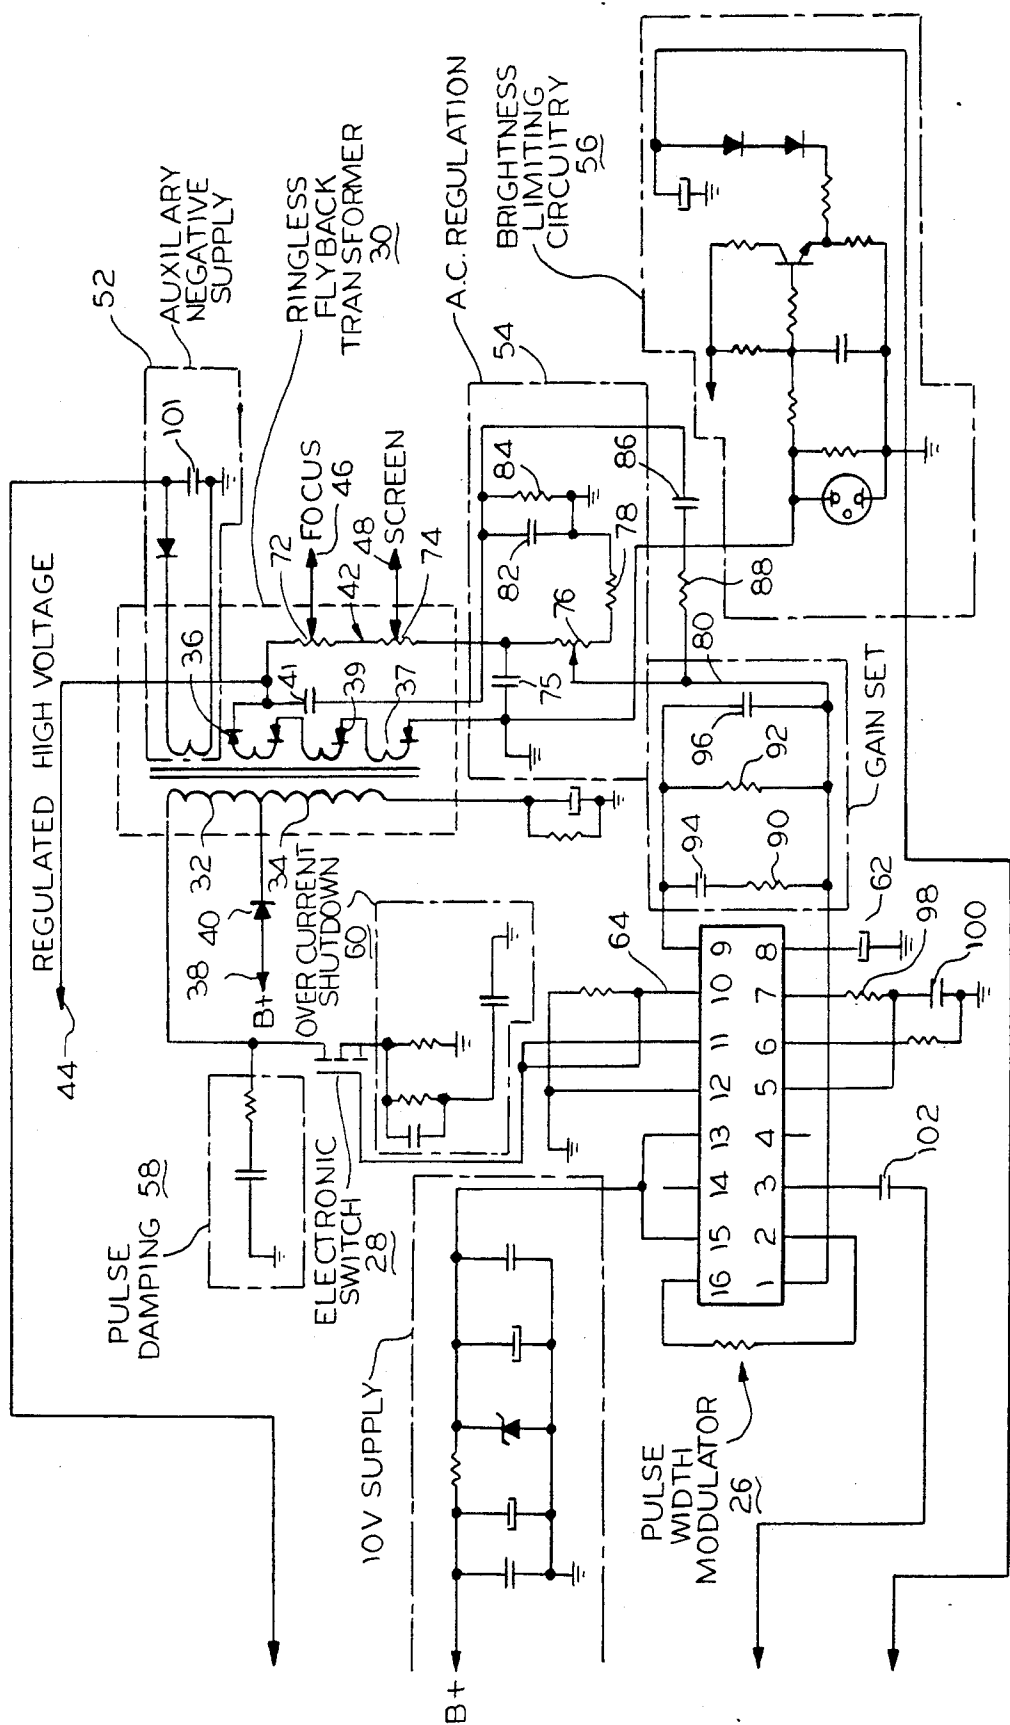 REGULATED HIGH VOLTAGE
44
52
AUXILARY
NEGATIVE
SUPPLY
101
36
RINGLESS
FLYBACK
TRANSFORMER
30
72
FOCUS
46
42
48
SCREEN
74
41
39
37
32
34
40
38
B+
PULSE
DAMPING 58
OVER CURRENT
SHUTDOWN
60
ELECTRONIC
SWITCH
28
A.C. REGULATION
54
84
82
86
78
76
75
88
80
BRIGHTNESS
LIMITING
CIRCUITRY
56
10V SUPPLY
B+
64
96
92
94
90
GAIN SET
62
98
100
102
16 15 14 13 12 11 10 9
1 2 3 4 5 6 7 8
PULSE
WIDTH
MODULATOR
26